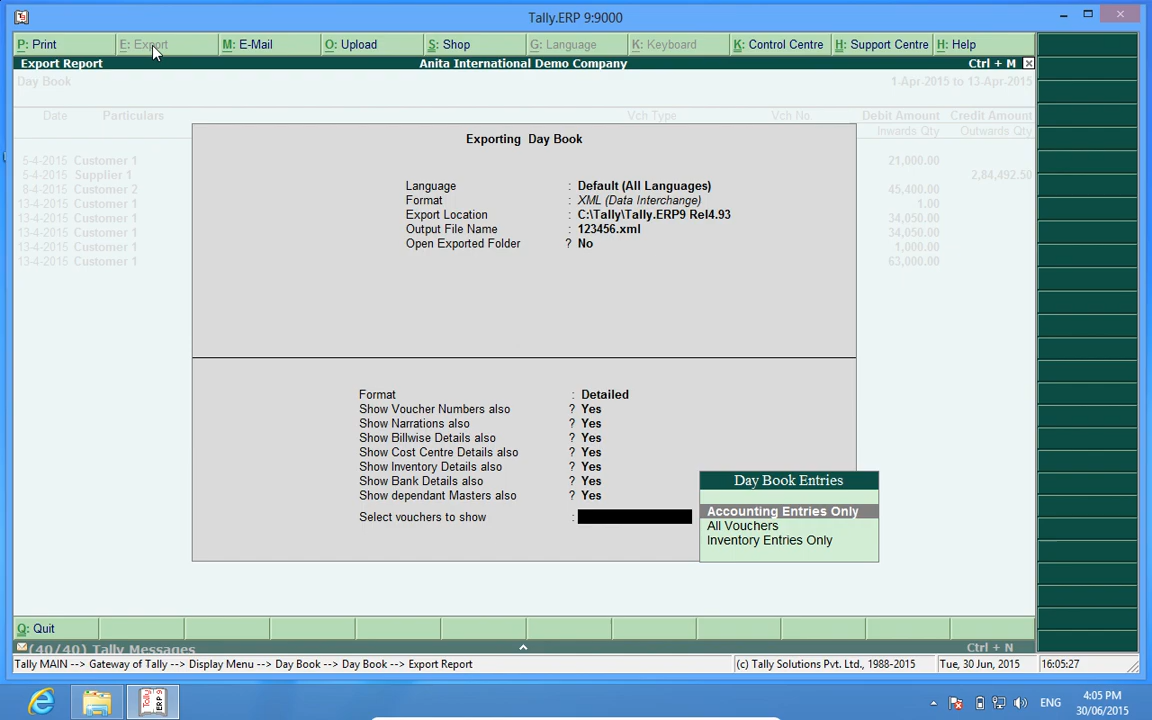 Tally.ERP 9:9000
P: Print E: Export M: E-Mail O: Upload S: Shop G: Language K: Keyboard K: Control Centre H: Support Centre H: Help
Export Report Anita International Demo Company Ctrl + M
Day Book 1-Apr-2015 to 13-Apr-2015
Date Particulars Vch Type Vch No. Debit Amount Credit Amount
Inwards Qty Outwards Qty
5-4-2015 Customer 1 21,000.00
5-4-2015 Supplier 1 2,84,492.50
8-4-2015 Customer 2 45,400.00
13-4-2015 Customer 1 1.00
13-4-2015 Customer 1 34,050.00
13-4-2015 Customer 1 34,050.00
13-4-2015 Customer 1 1,000.00
13-4-2015 Customer 1 63,000.00
Exporting Day Book
Language : Default (All Languages)
Format : XML (Data Interchange)
Export Location : C:\Tally\Tally.ERP9 Rel4.93
Output File Name : 123456.xml
Open Exported Folder ? No
Format : Detailed
Show Voucher Numbers also ? Yes
Show Narrations also ? Yes
Show Billwise Details also ? Yes
Show Cost Centre Details also ? Yes
Show Inventory Details also ? Yes
Show Bank Details also ? Yes
Show dependant Masters also ? Yes
Select vouchers to show :
Day Book Entries
Accounting Entries Only
All Vouchers
Inventory Entries Only
Q: Quit
(40/40) Tally Messages Ctrl + N
Tally MAIN --> Gateway of Tally --> Display Menu --> Day Book --> Day Book --> Export Report (c) Tally Solutions Pvt. Ltd., 1988-2015 Tue, 30 Jun, 2015 16:05:27
Tally ERP 9
ENG
4:05 PM
30/06/2015